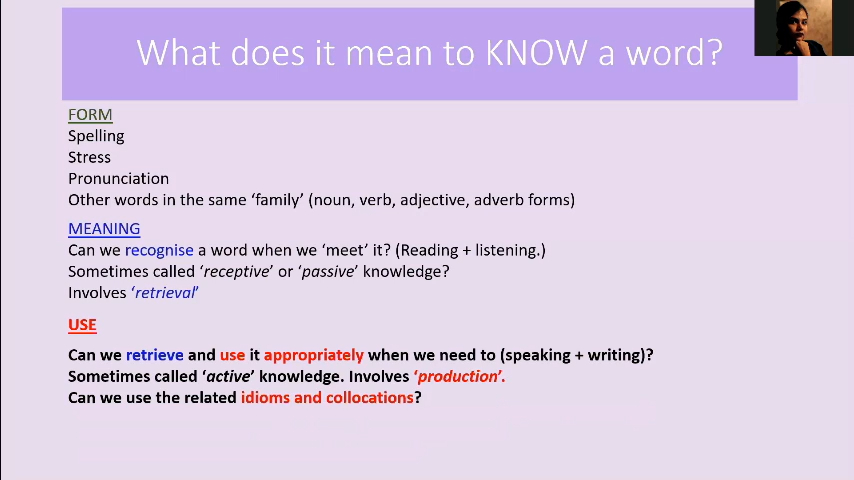 What does it mean to KNOW a word?
FORM
Spelling
Stress
Pronunciation
Other words in the same ‘family’ (noun, verb, adjective, adverb forms)
MEANING
Can we recognise a word when we ‘meet’ it? (Reading + listening.)
Sometimes called ‘receptive’ or ‘passive’ knowledge?
Involves ‘retrieval’
USE
Can we retrieve and use it appropriately when we need to (speaking + writing)?
Sometimes called ‘active’ knowledge. Involves ‘production’.
Can we use the related idioms and collocations?